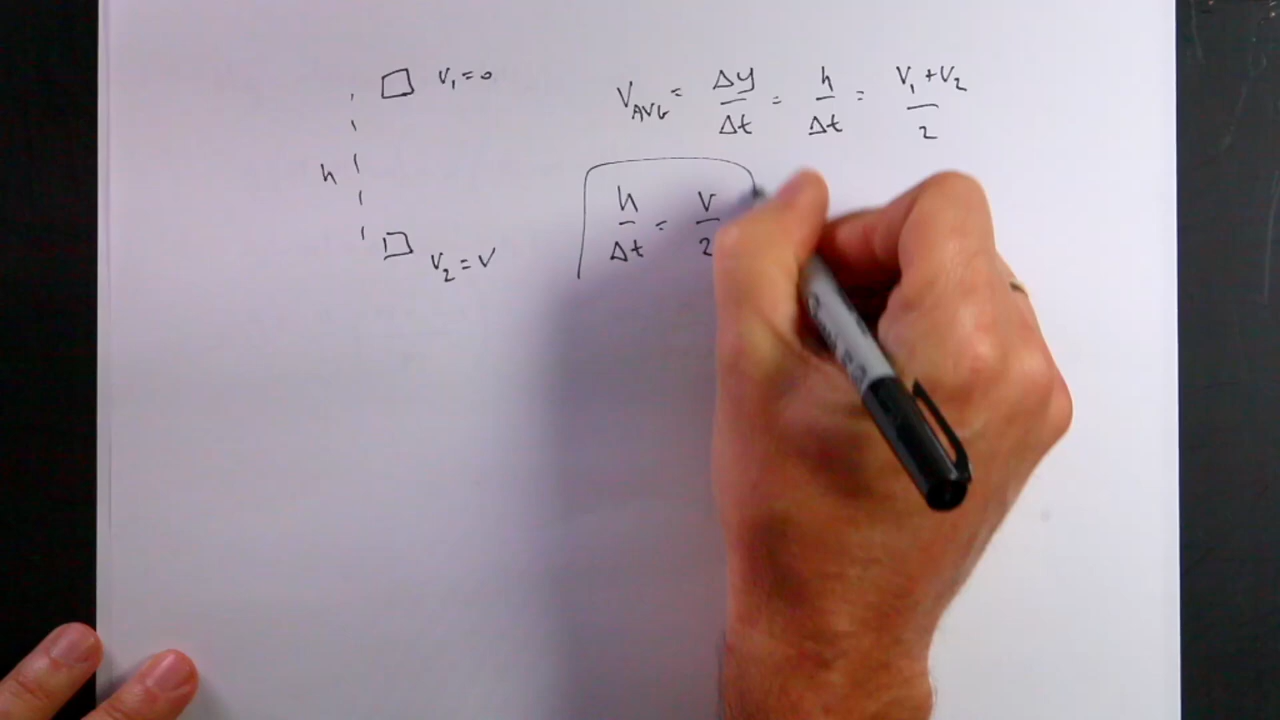 V₁ = 0
V_AVG = Δy/Δt = h/Δt = (V₁ + V₂)/2
h
h/Δt = V/2
V₂ = V